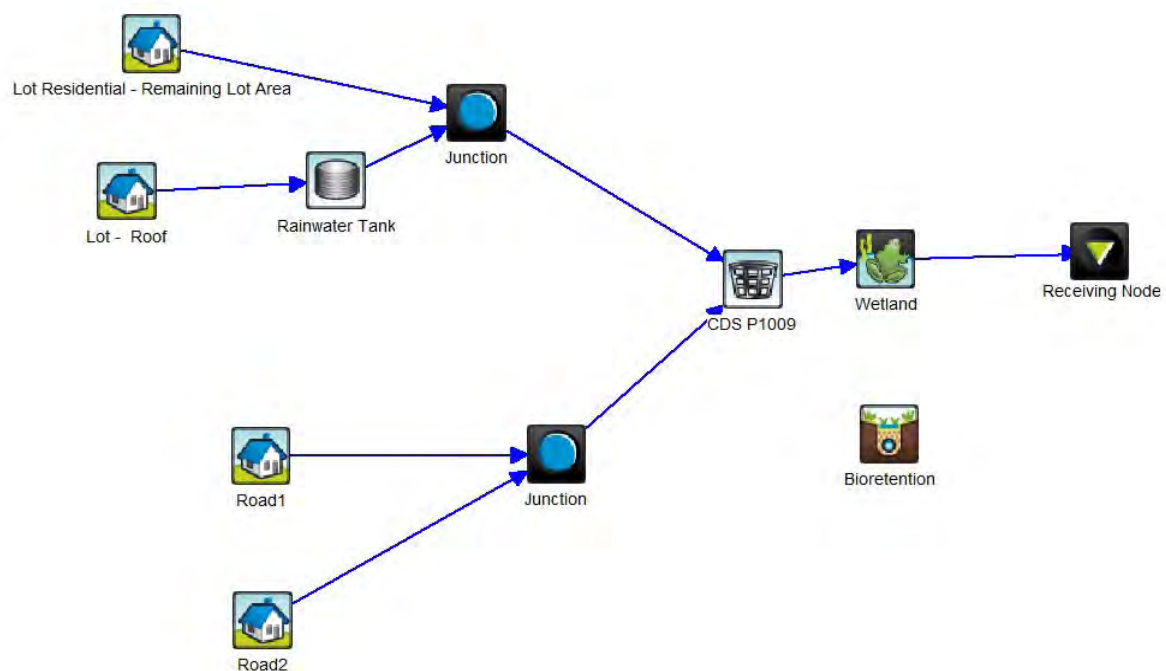 Lot Residential - Remaining Lot Area
Junction
Lot - Roof
Rainwater Tank
CDS P1009
Wetland
Receiving Node
Road1
Junction
Bioretention
Road2